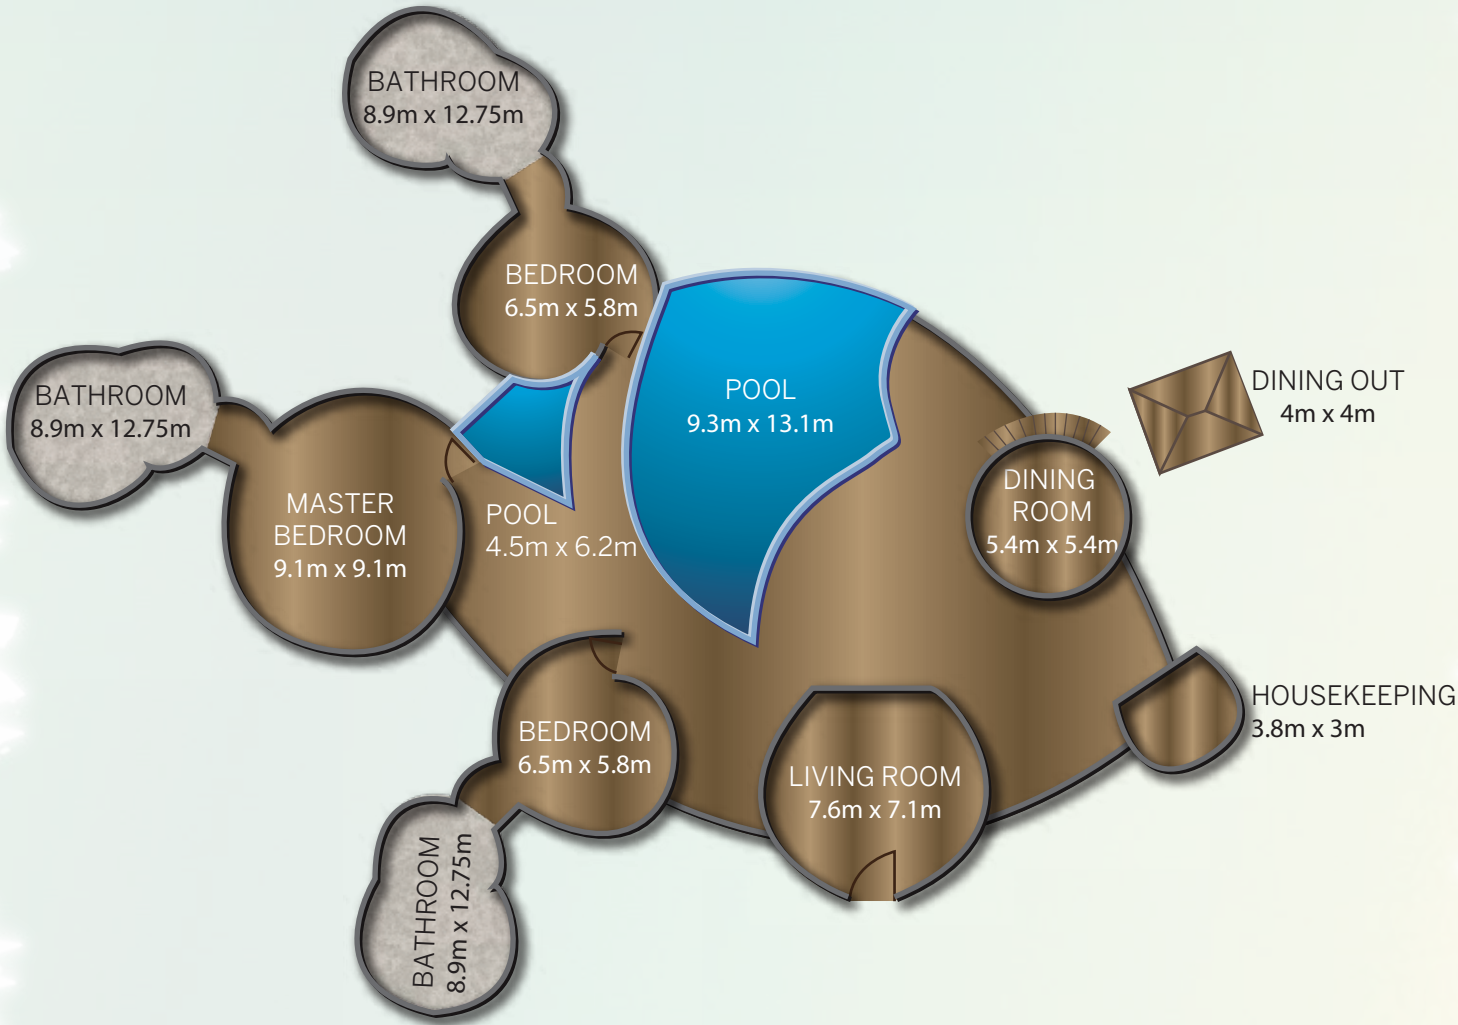 BATHROOM
8.9m x 12.75m
BEDROOM
6.5m x 5.8m
BATHROOM
8.9m x 12.75m
MASTER
BEDROOM
9.1m x 9.1m
POOL
4.5m x 6.2m
POOL
9.3m x 13.1m
DINING OUT
4m x 4m
DINING
ROOM
5.4m x 5.4m
HOUSEKEEPING
3.8m x 3m
BEDROOM
6.5m x 5.8m
LIVING ROOM
7.6m x 7.1m
BATHROOM
8.9m x 12.75m